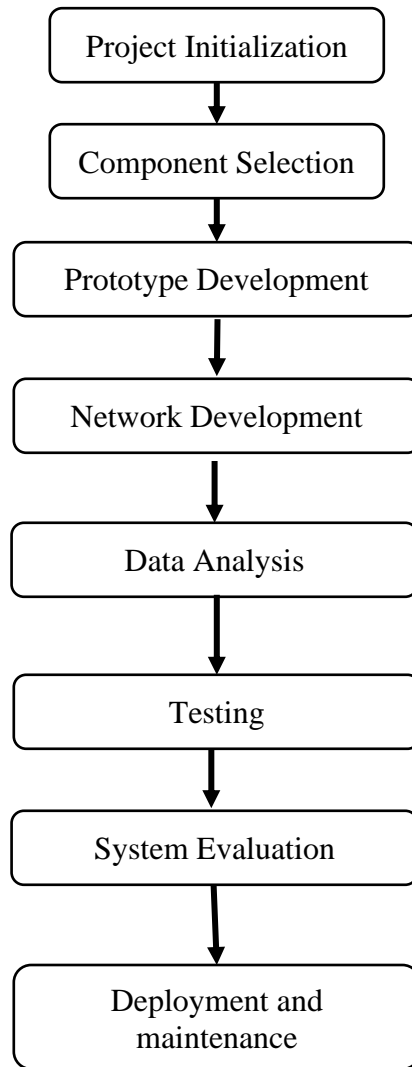 Project Initialization
Component Selection
Prototype Development
Network Development
Data Analysis
Testing
System Evaluation
Deployment and
maintenance